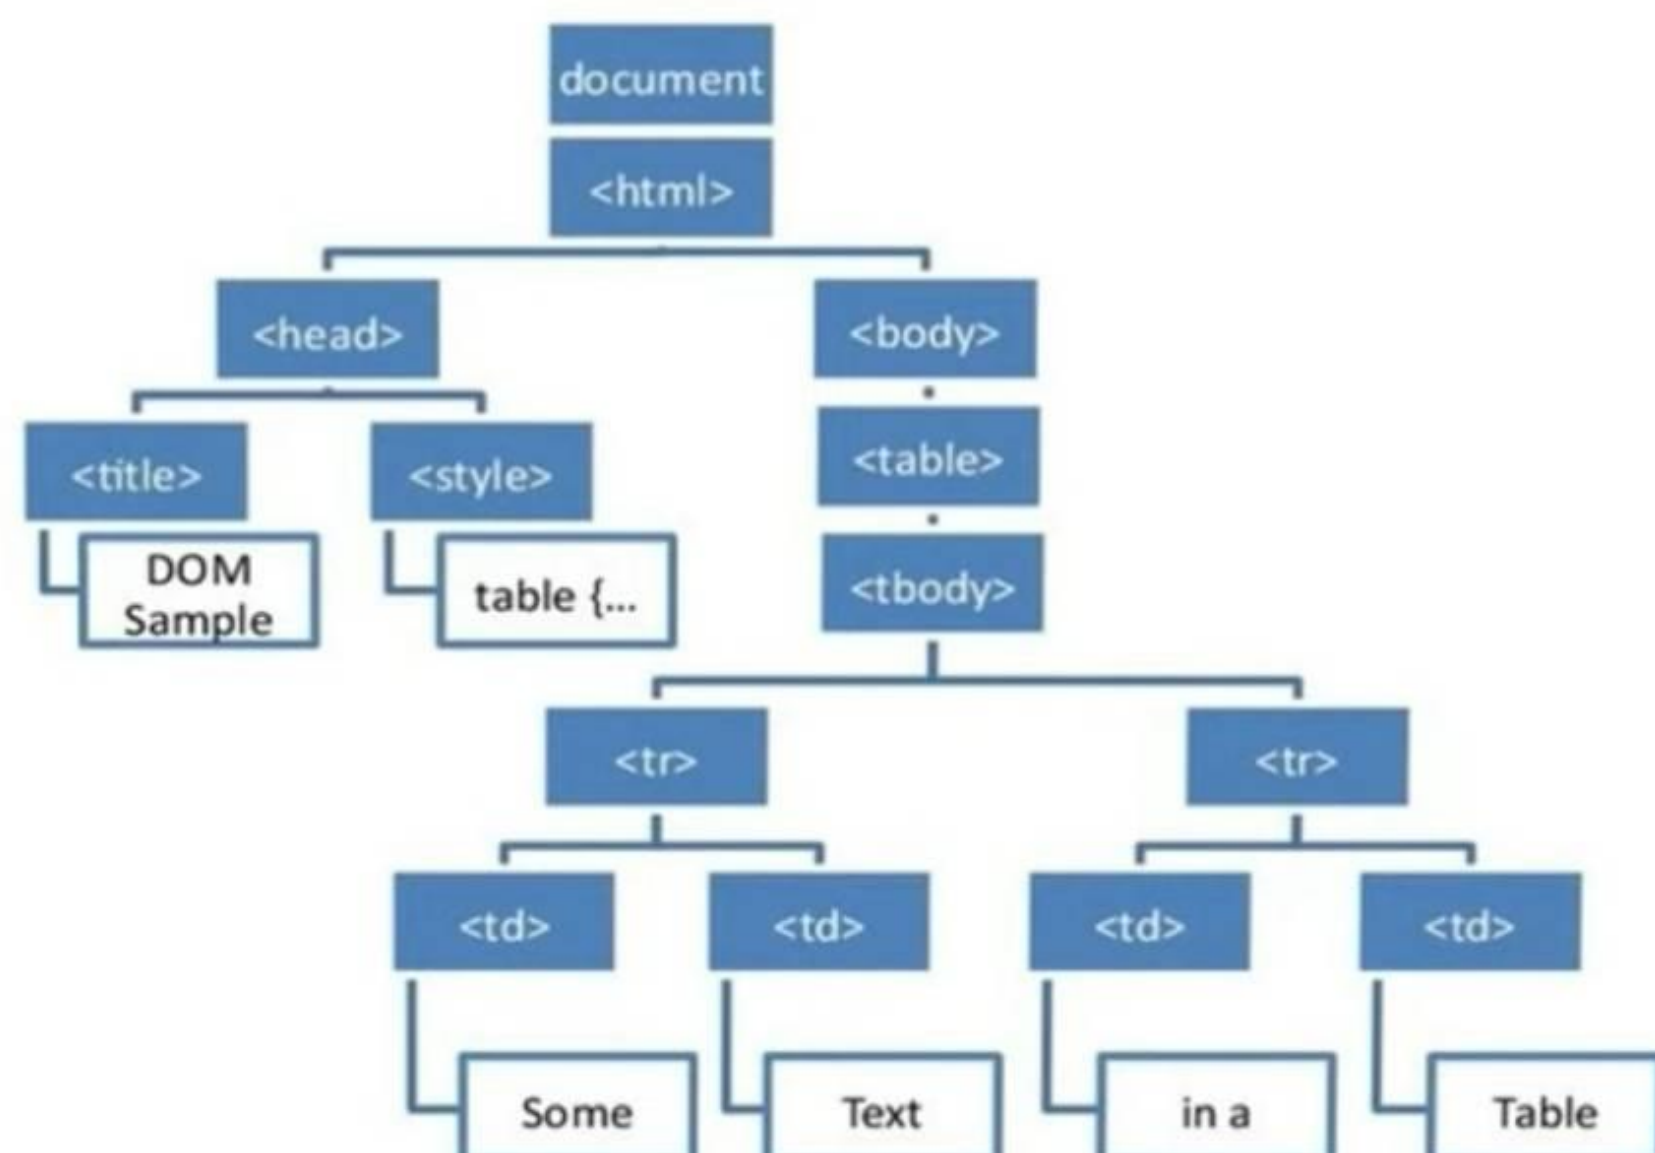 document
<html>
<head>
<body>
<table>
<title>
<style>
<tbody>
DOM
Sample
table {...
<tr>
<tr>
<td>
<td>
<td>
<td>
Some
Text
in a
Table